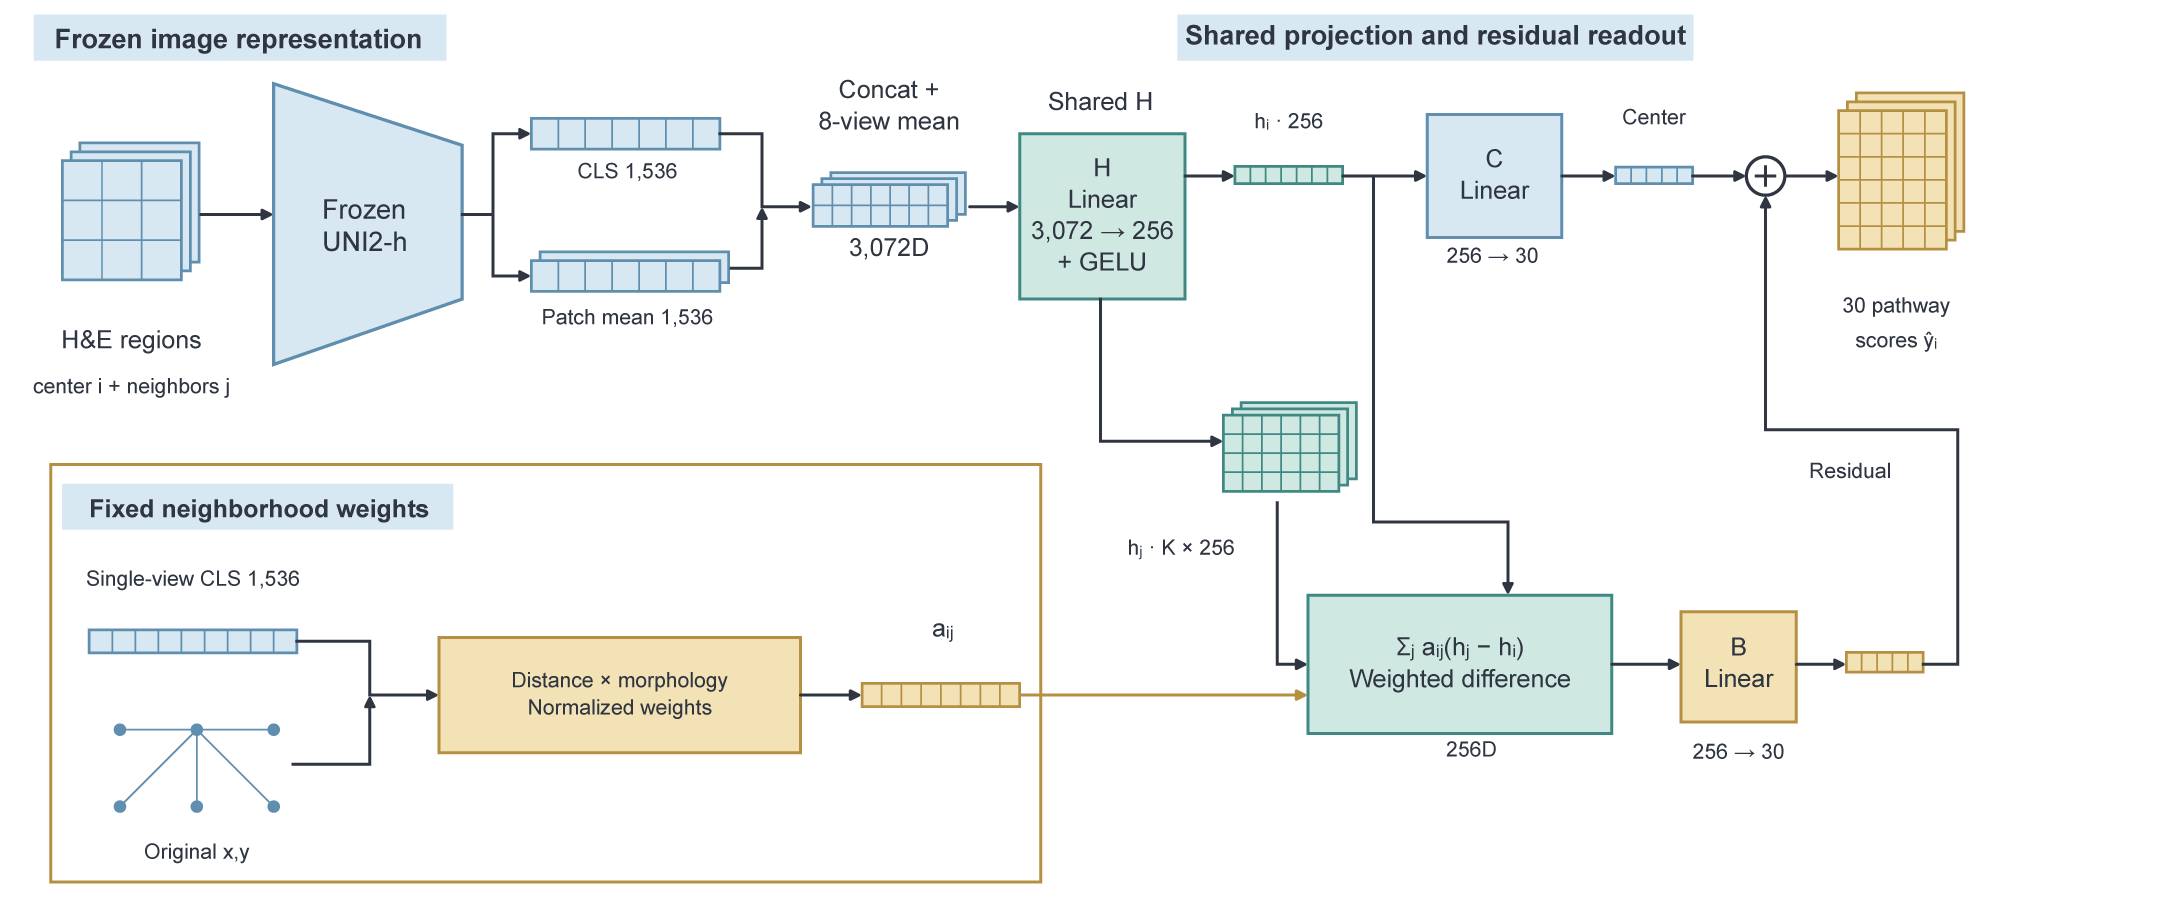 Frozen image representation
Shared projection and residual readout
Concat +
8-view mean
Shared H
hᵢ · 256
Center
CLS 1,536
Frozen
UNI2-h
H
Linear
3,072 → 256
+ GELU
C
Linear
3,072D
256 → 30
Patch mean 1,536
30 pathway
scores ŷᵢ
H&E regions
center i + neighbors j
Residual
Fixed neighborhood weights
hⱼ · K × 256
Single-view CLS 1,536
aᵢⱼ
Distance × morphology
Normalized weights
Σⱼ aᵢⱼ(hⱼ − hᵢ)
Weighted difference
B
Linear
256D
256 → 30
Original x,y